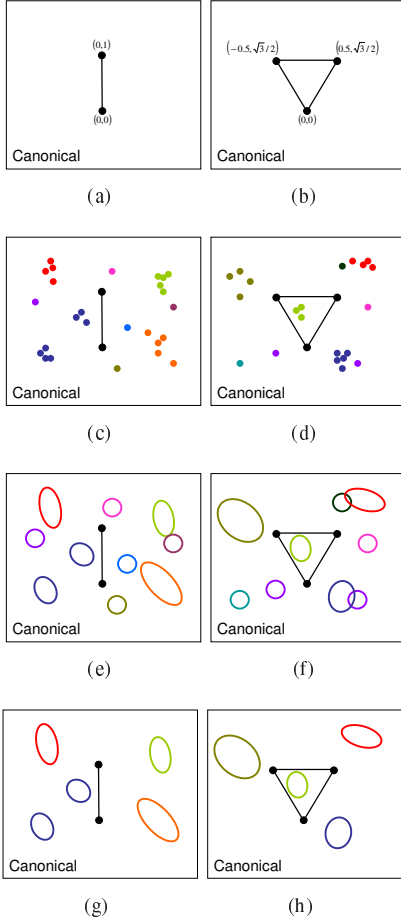 (0,1)
(0,0)
Canonical
(a)
(−0.5,√3/2)
(0.5,√3/2)
(0,0)
Canonical
(b)
Canonical
(c)
Canonical
(d)
Canonical
(e)
Canonical
(f)
Canonical
(g)
Canonical
(h)